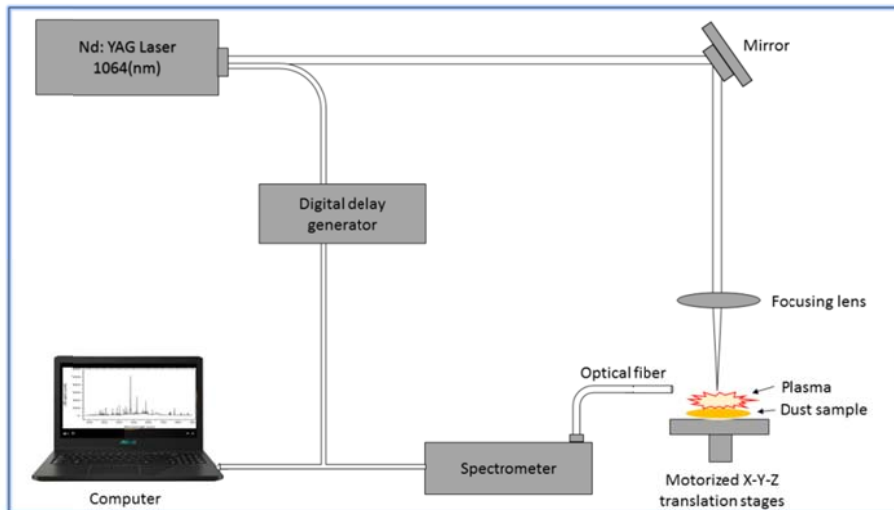 Nd: YAG Laser
1064(nm)
Mirror
Digital delay
generator
Focusing lens
Optical fiber
Plasma
Dust sample
Spectrometer
Motorized X-Y-Z
translation stages
Computer